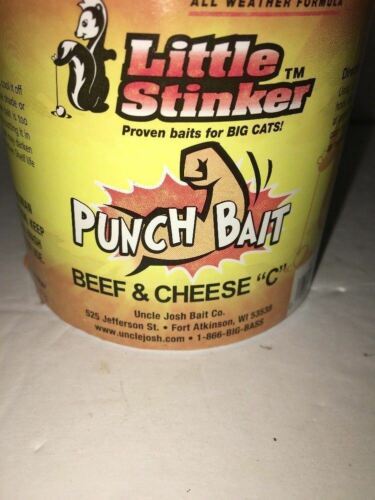 ALL WEATHER FORMULA
Little
Stinker™
Proven baits for BIG CATS!
PUNCH BAIT
BEEF & CHEESE "C"
Uncle Josh Bait Co.
525 Jefferson St. • Fort Atkinson, WI 53538
www.unclejosh.com • 1-866-BIG-BASS